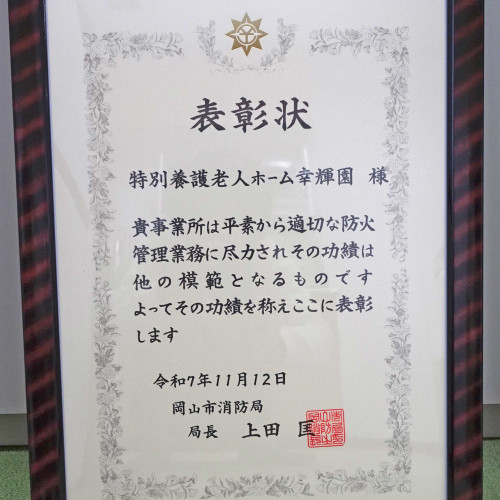 表彰状
特別養護老人ホーム幸輝園 様
貴事業所は平素から適切な防火
管理業務に尽力されその功績は
他の模範となるものです
よってその功績を称えここに表彰
します
令和7年11月12日
岡山市消防局
局長 上田 匡